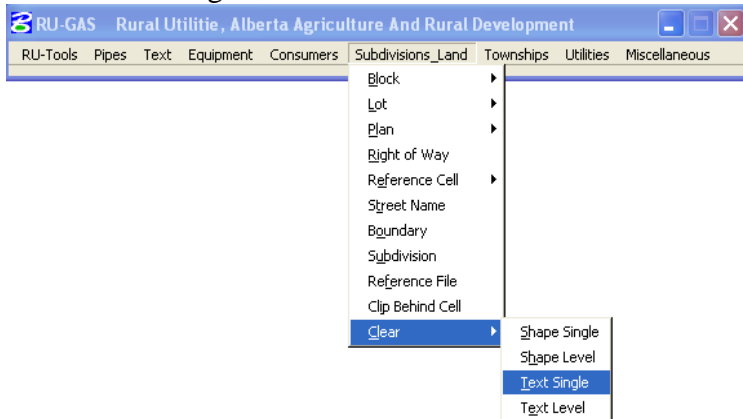 RU-GAS Rural Utilitie, Alberta Agriculture And Rural Development
RU-Tools Pipes Text Equipment Consumers Subdivisions_Land Townships Utilities Miscellaneous
Block
Lot
Plan
Right of Way
Reference Cell
Street Name
Boundary
Subdivision
Reference File
Clip Behind Cell
Clear
Shape Single
Shape Level
Text Single
Text Level